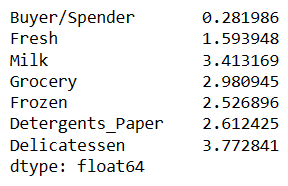 Buyer/Spender 0.281986
Fresh 1.593948
Milk 3.413169
Grocery 2.980945
Frozen 2.526896
Detergents_Paper 2.612425
Delicatessen 3.772841
dtype: float64